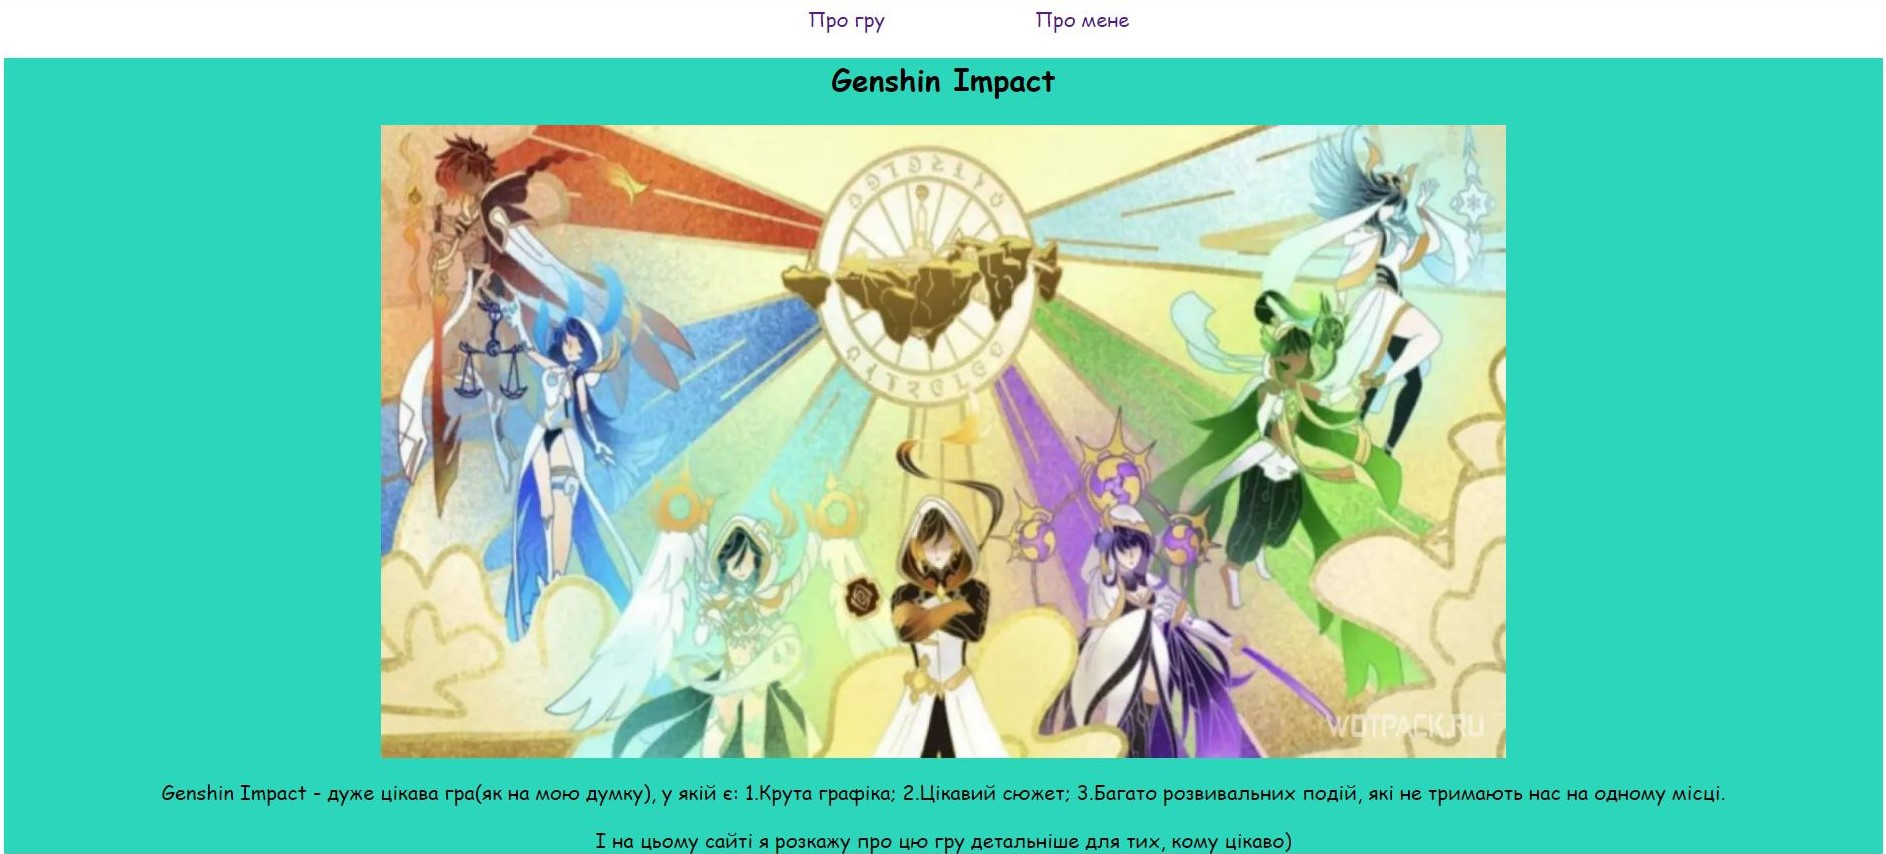 Про гру Про мене
Genshin Impact
WOTPACK.RU
Genshin Impact - дуже цікава гра(як на мою думку), у якій є: 1.Крута графіка; 2.Цікавий сюжет; 3.Багато розвивальних подій, які не тримають нас на одному місці.
І на цьому сайті я розкажу про цю гру детальніше для тих, кому цікаво)